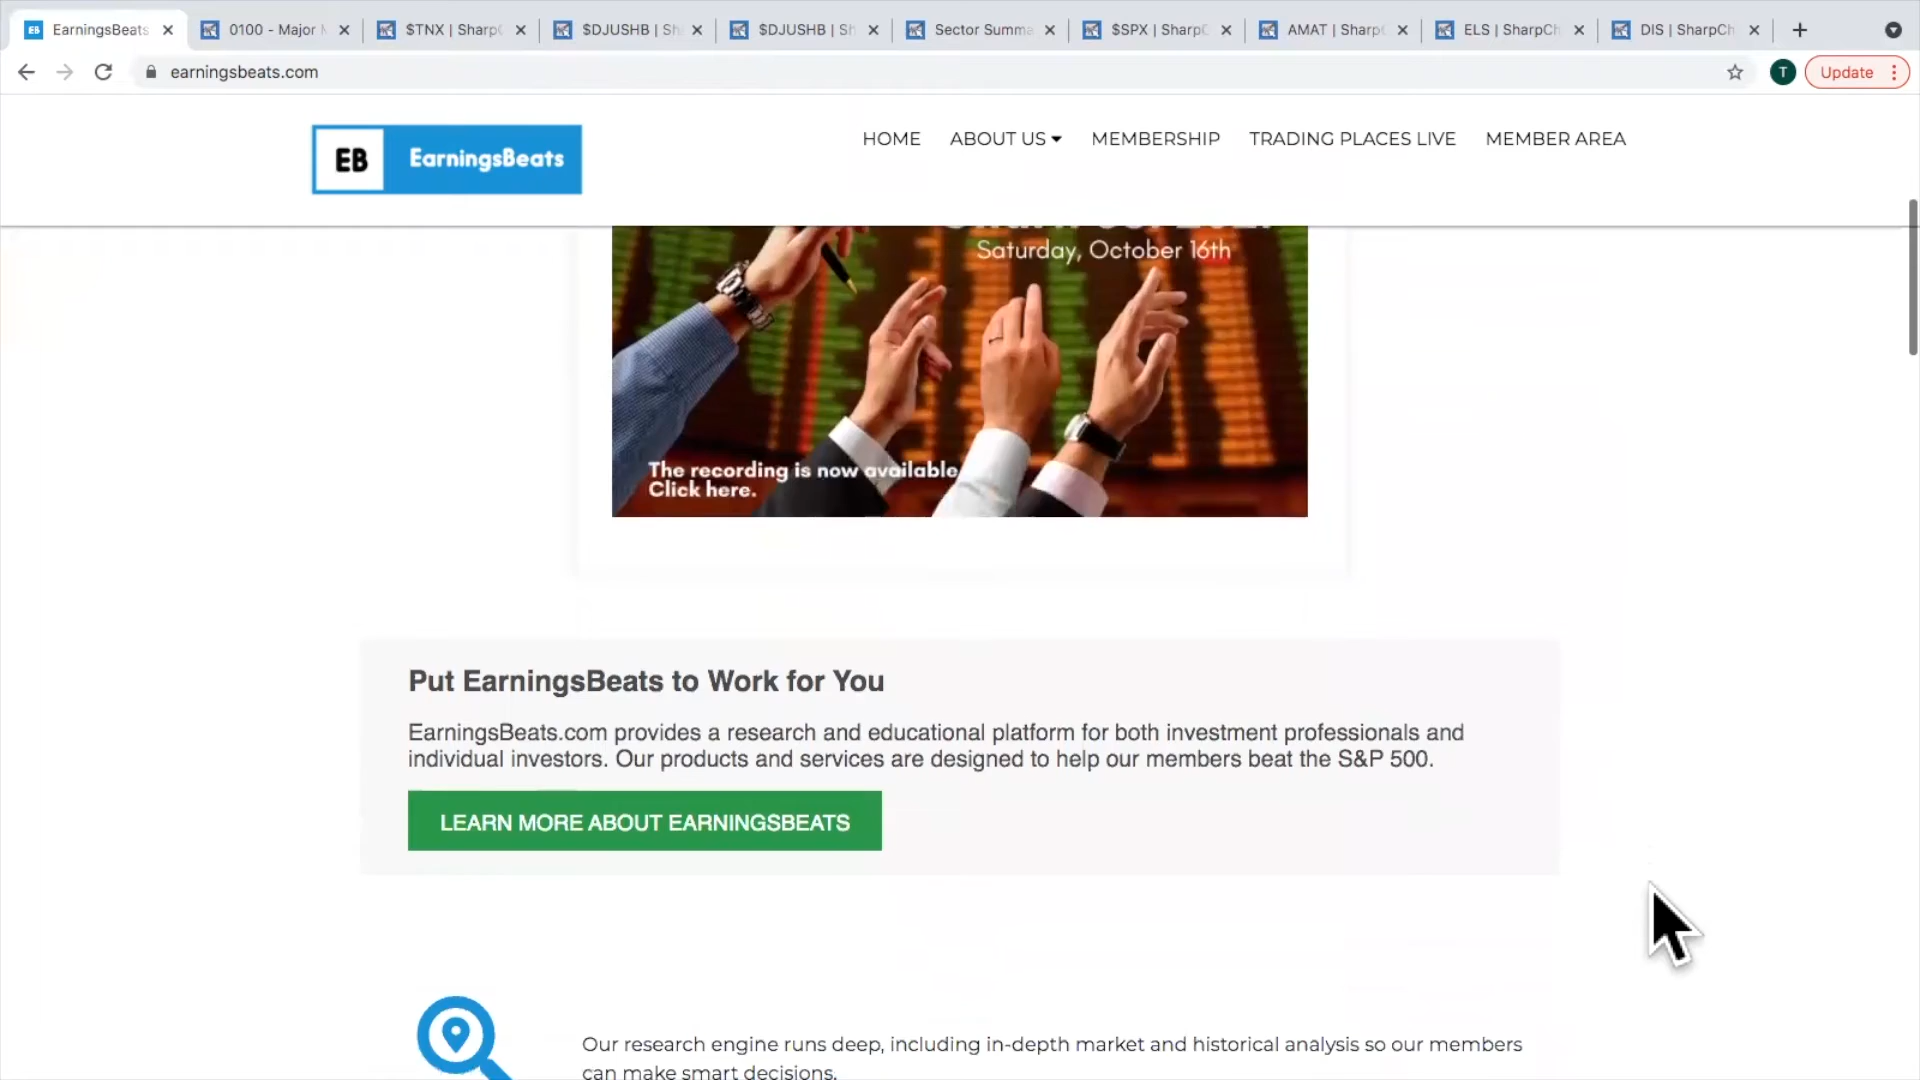 EB EarningsBeats
0100 - Major
$TNX | Sharp
$DJUSHB | Sh
$DJUSHB | Sh
Sector Summa
$SPX | Sharp
AMAT | Sharp
ELS | SharpCh
DIS | SharpCh
earningsbeats.com
T
Update
EB EarningsBeats
HOME
ABOUT US
MEMBERSHIP
TRADING PLACES LIVE
MEMBER AREA
Saturday, October 16th
The recording is now available
Click here.
Put EarningsBeats to Work for You
EarningsBeats.com provides a research and educational platform for both investment professionals and
individual investors. Our products and services are designed to help our members beat the S&P 500.
LEARN MORE ABOUT EARNINGSBEATS
Our research engine runs deep, including in-depth market and historical analysis so our members
can make smart decisions.